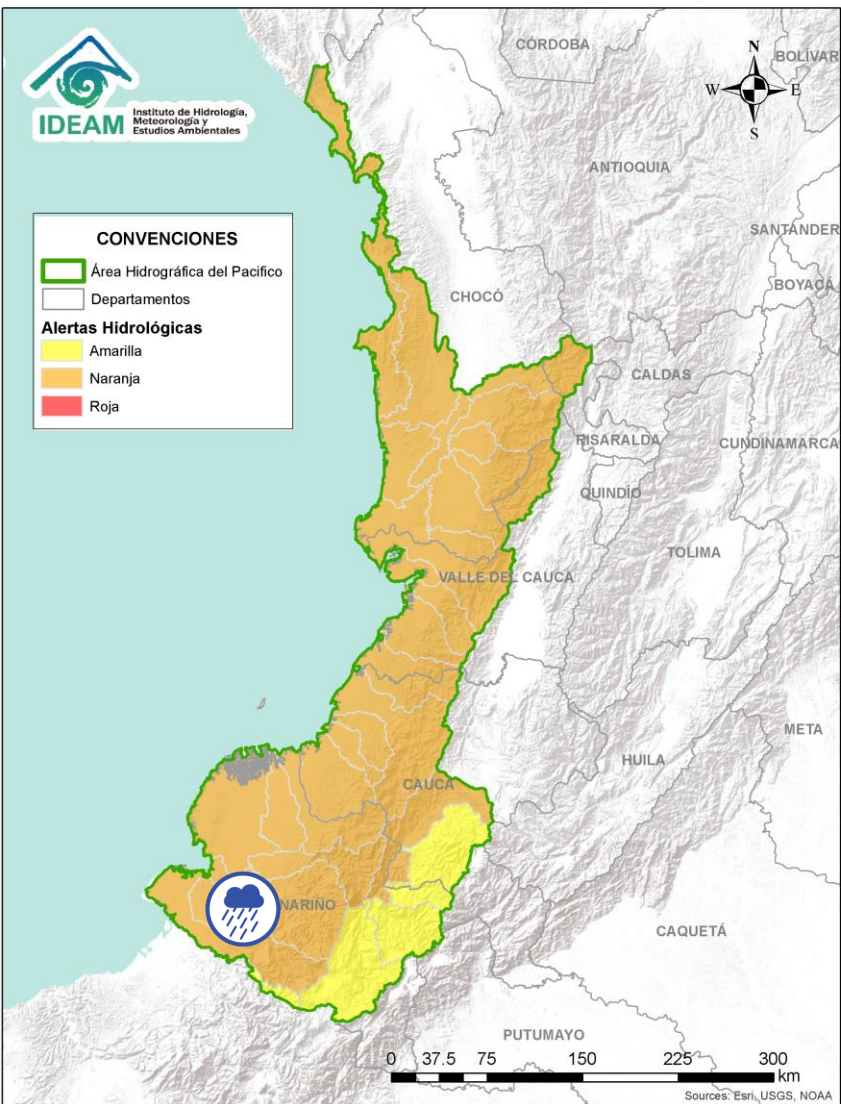 IDEAM
Instituto de Hidrología,
Meteorología y
Estudios Ambientales
CÓRDOBA
BOLÍVAR
N
W
E
S
ANTIOQUIA
SANTANDER
BOYACÁ
CONVENCIONES
Área Hidrográfica del Pacifico
Departamentos
Alertas Hidrológicas
Amarilla
Naranja
Roja
CHOCÓ
CALDAS
RISARALDA
CUNDINAMARCA
QUINDÍO
TOLIMA
VALLE DEL CAUCA
META
HUILA
CAUCA
NARIÑO
CAQUETÁ
PUTUMAYO
0 37.5 75 150 225 300
km
Sources: Esri, USGS, NOAA